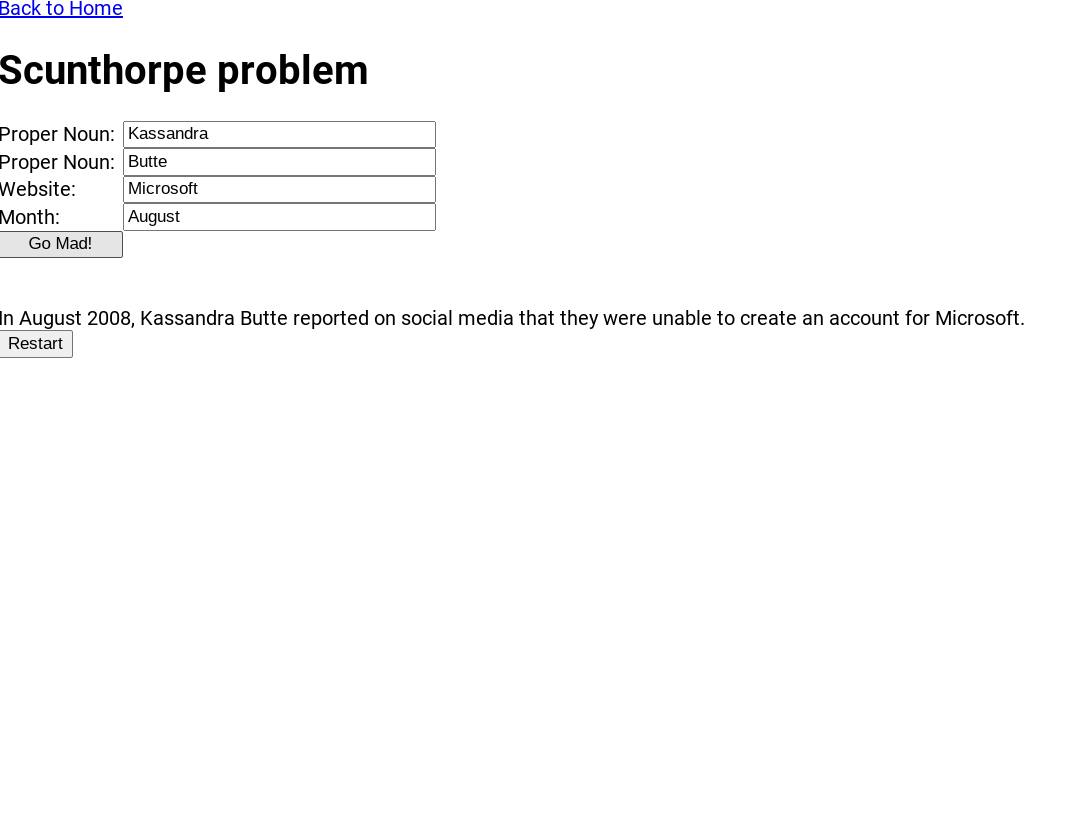 Back to Home
Scunthorpe problem
Proper Noun: Kassandra
Proper Noun: Butte
Website: Microsoft
Month: August
Go Mad!
In August 2008, Kassandra Butte reported on social media that they were unable to create an account for Microsoft.
Restart